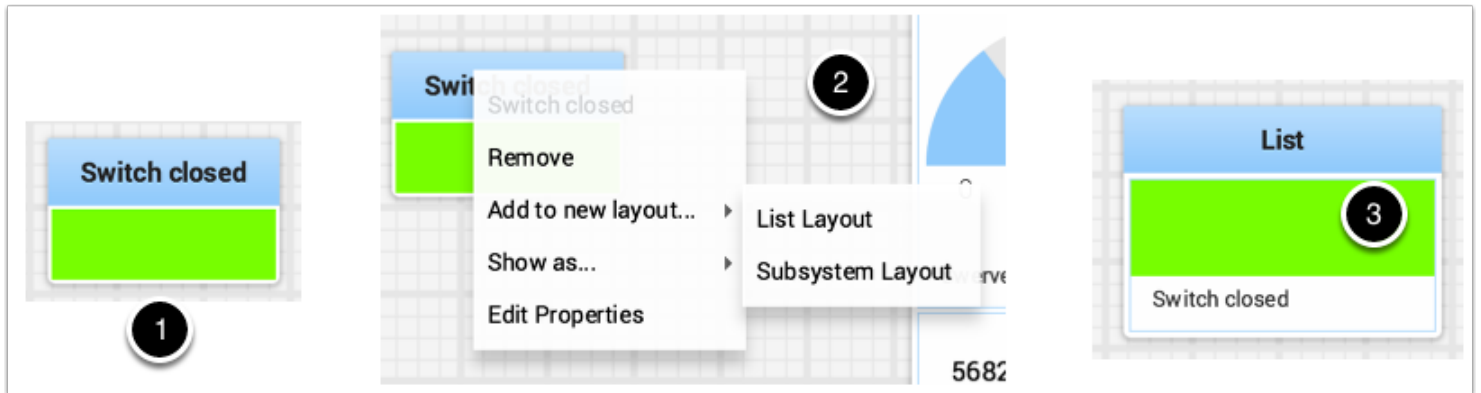 Switch closed
1
Switch closed
Switch closed
Remove
Add to new layout...
Show as...
Edit Properties
List Layout
Subsystem Layout
2
0
5682
List
3
Switch closed